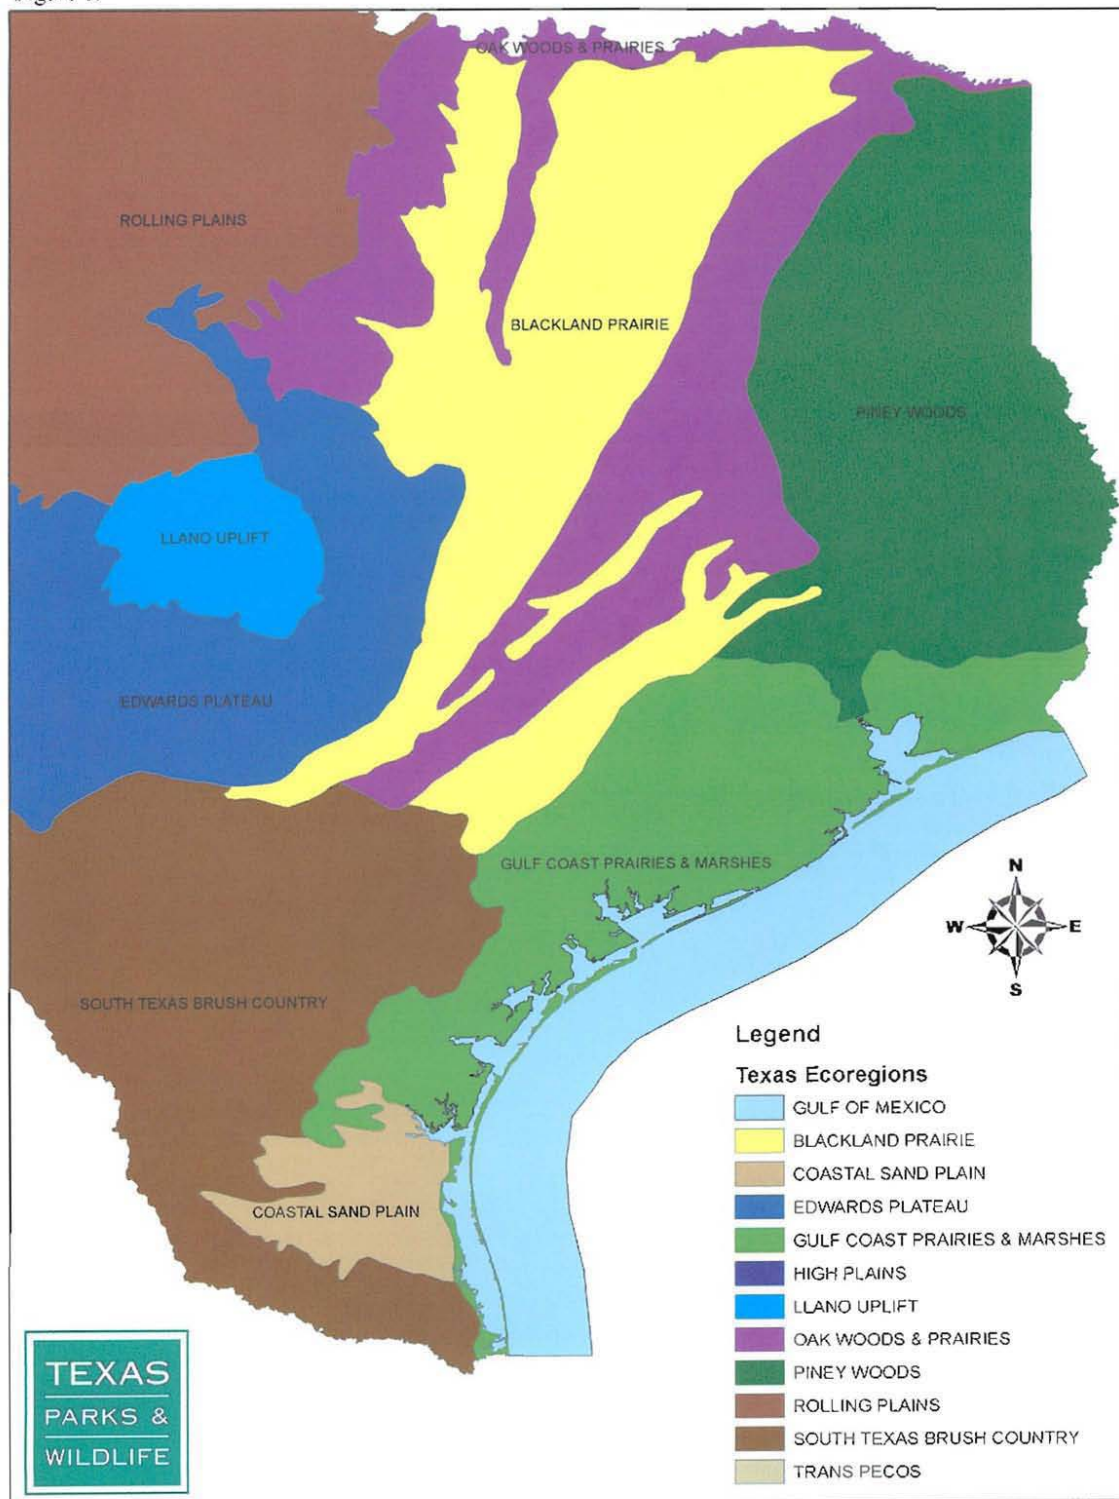 OAK WOODS & PRAIRIES
ROLLING PLAINS
BLACKLAND PRAIRIE
PINEY WOODS
LLANO UPLIFT
EDWARDS PLATEAU
GULF COAST PRAIRIES & MARSHES
N
W
E
S
SOUTH TEXAS BRUSH COUNTRY
COASTAL SAND PLAIN
Legend
Texas Ecoregions
GULF OF MEXICO
BLACKLAND PRAIRIE
COASTAL SAND PLAIN
EDWARDS PLATEAU
GULF COAST PRAIRIES & MARSHES
HIGH PLAINS
LLANO UPLIFT
OAK WOODS & PRAIRIES
PINEY WOODS
ROLLING PLAINS
SOUTH TEXAS BRUSH COUNTRY
TRANS PECOS
TEXAS
PARKS &
WILDLIFE